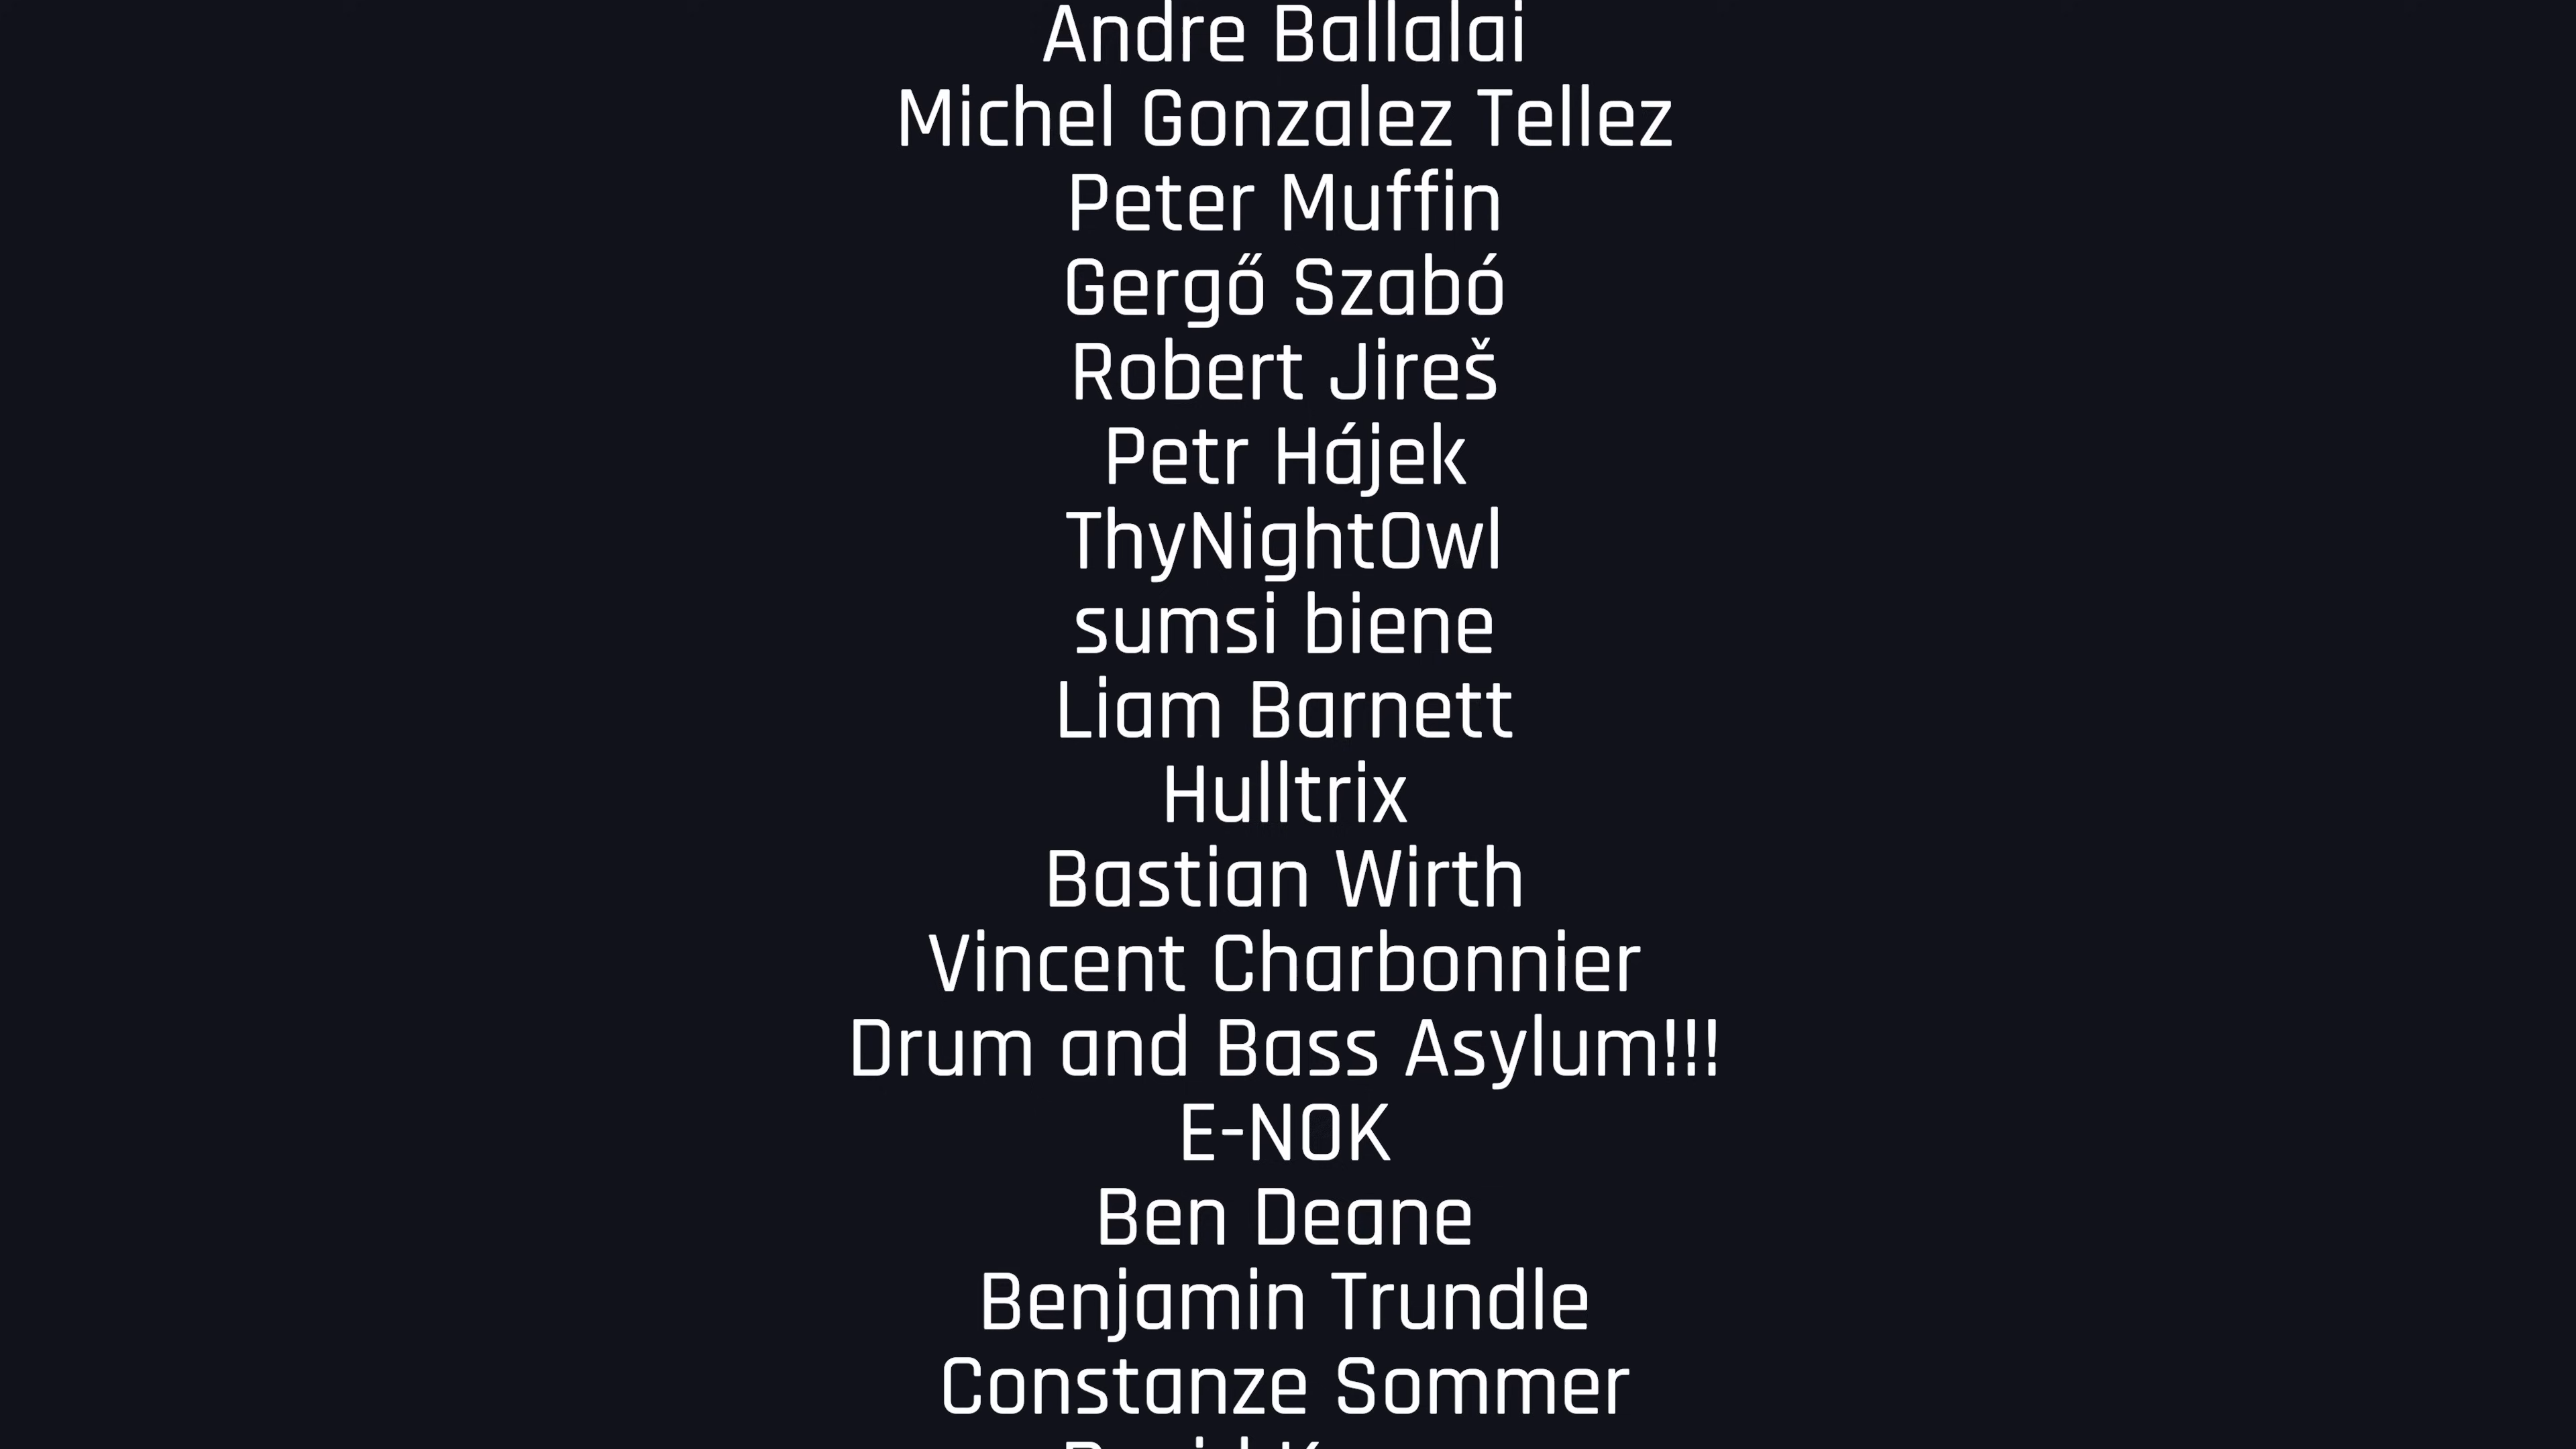 Andre Ballalai
Michel Gonzalez Tellez
Peter Muffin
Gergő Szabó
Robert Jireš
Petr Hájek
ThyNightOwl
sumsi biene
Liam Barnett
Hulltrix
Bastian Wirth
Vincent Charbonnier
Drum and Bass Asylum!!!
E-NOK
Ben Deane
Benjamin Trundle
Constanze Sommer